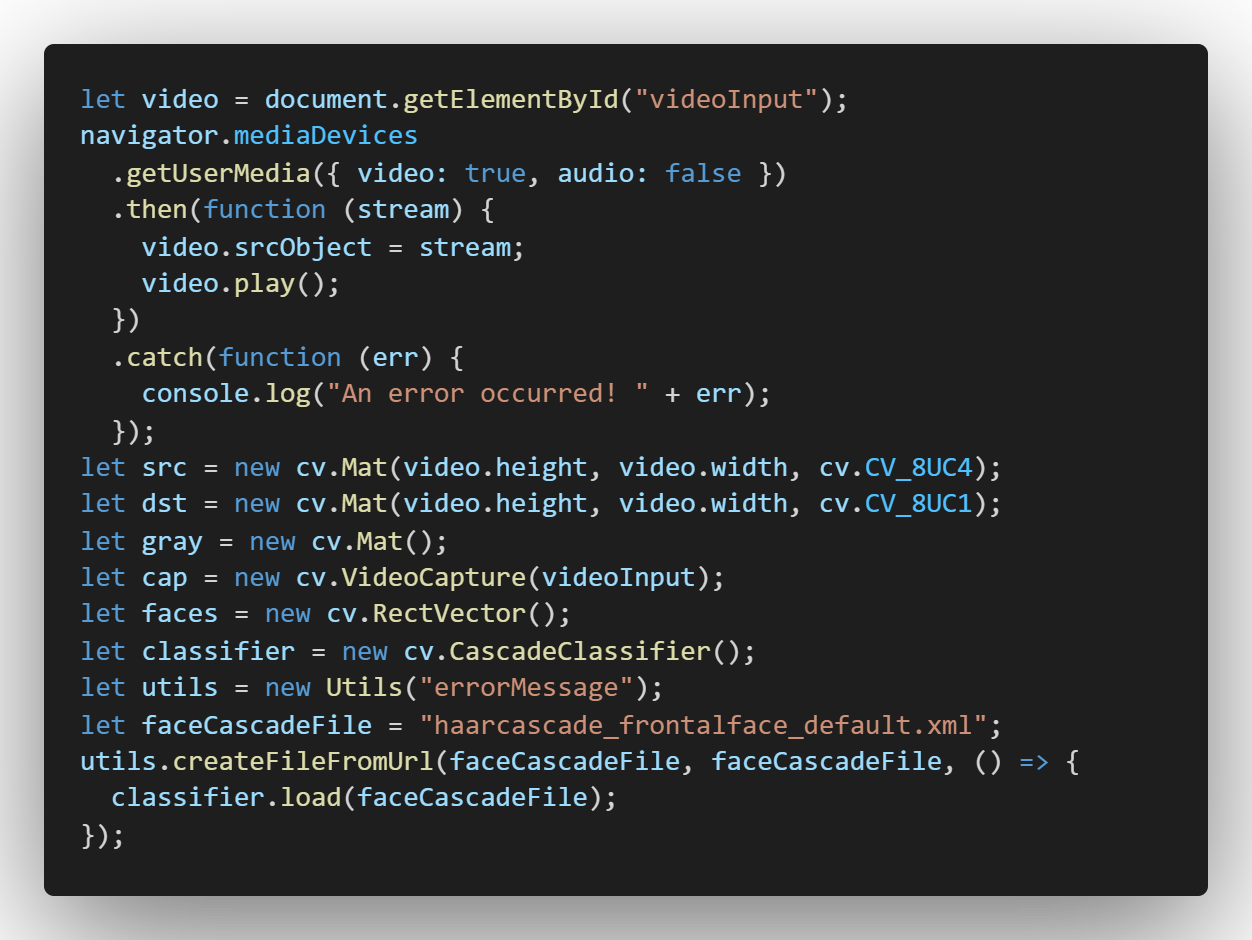 let video = document.getElementById("videoInput");
navigator.mediaDevices
  .getUserMedia({ video: true, audio: false })
  .then(function (stream) {
    video.srcObject = stream;
    video.play();
  })
  .catch(function (err) {
    console.log("An error occurred! " + err);
  });
let src = new cv.Mat(video.height, video.width, cv.CV_8UC4);
let dst = new cv.Mat(video.height, video.width, cv.CV_8UC1);
let gray = new cv.Mat();
let cap = new cv.VideoCapture(videoInput);
let faces = new cv.RectVector();
let classifier = new cv.CascadeClassifier();
let utils = new Utils("errorMessage");
let faceCascadeFile = "haarcascade_frontalface_default.xml";
utils.createFileFromUrl(faceCascadeFile, faceCascadeFile, () => {
  classifier.load(faceCascadeFile);
});